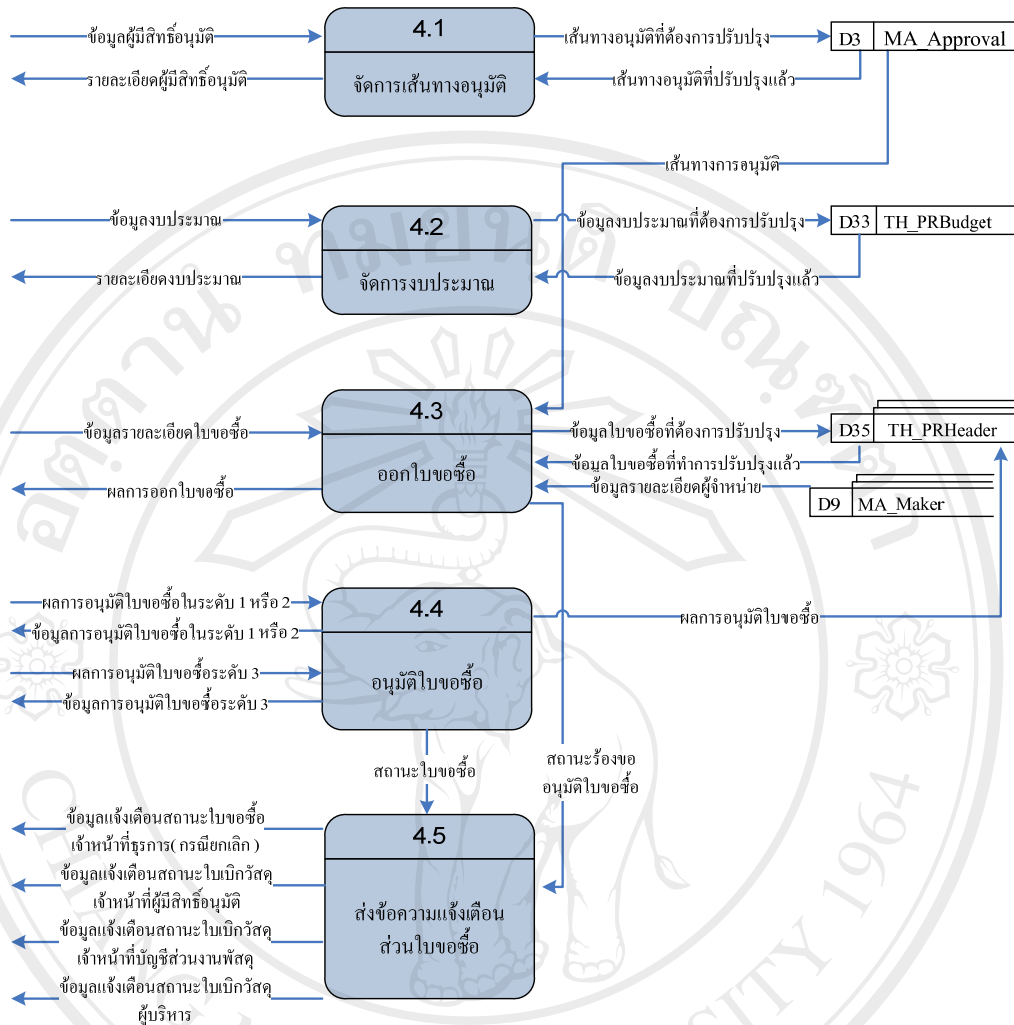 ข้อมูลผู้มีสิทธิ์อนุมัติ
4.1
เส้นทางอนุมัติที่ต้องการปรับปรุง
D3 MA_Approval
รายละเอียดผู้มีสิทธิ์อนุมัติ
จัดการเส้นทางอนุมัติ
เส้นทางอนุมัติที่ปรับปรุงแล้ว
เส้นทางการอนุมัติ
ข้อมูลงบประมาณ
4.2
ข้อมูลงบประมาณที่ต้องการปรับปรุง
D33 TH_PRBudget
รายละเอียดงบประมาณ
จัดการงบประมาณ
ข้อมูลงบประมาณที่ปรับปรุงแล้ว
4.3
ข้อมูลรายละเอียดใบขอซื้อ
ข้อมูลใบขอซื้อที่ต้องการปรับปรุง
D35 TH_PRHeader
ผลการออกใบขอซื้อ
ออกใบขอซื้อ
ข้อมูลใบขอซื้อที่ทำการปรับปรุงแล้ว
ข้อมูลรายละเอียดผู้จำหน่าย
D9 MA_Maker
ผลการอนุมัติใบขอซื้อในระดับ 1 หรือ 2
4.4
ผลการอนุมัติใบขอซื้อ
ข้อมูลการอนุมัติใบขอซื้อในระดับ 1 หรือ 2
ผลการอนุมัติใบขอซื้อระดับ 3
อนุมัติใบขอซื้อ
ข้อมูลการอนุมัติใบขอซื้อระดับ 3
สถานะใบขอซื้อ
สถานะร้องขอ
อนุมัติใบขอซื้อ
4.5
ข้อมูลแจ้งเตือนสถานะใบขอซื้อ
เจ้าหน้าที่ธุรการ( กรณียกเลิก )
ข้อมูลแจ้งเตือนสถานะใบเบิกวัสดุ
เจ้าหน้าที่ผู้มีสิทธิ์อนุมัติ
ส่งข้อความแจ้งเตือน
ส่วนใบขอซื้อ
ข้อมูลแจ้งเตือนสถานะใบเบิกวัสดุ
เจ้าหน้าที่บัญชีส่วนงานพัสดุ
ข้อมูลแจ้งเตือนสถานะใบเบิกวัสดุ
ผู้บริหาร